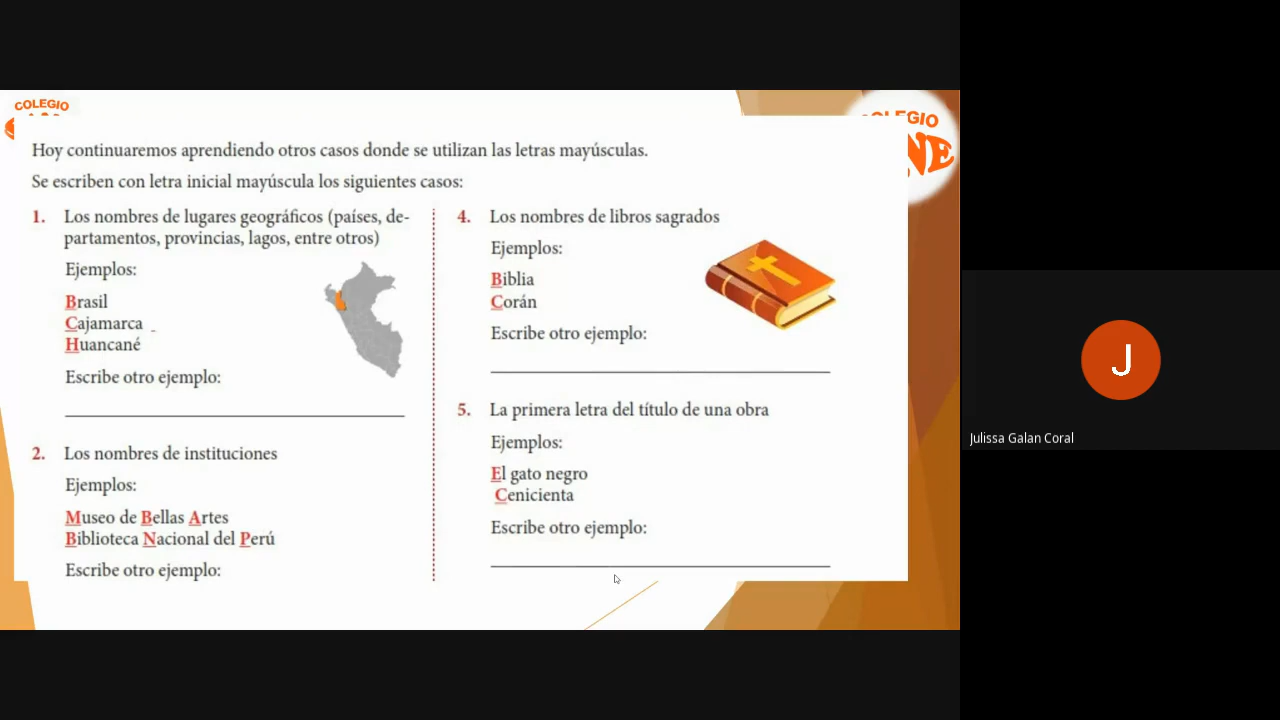 COLEGIO
COLEGIO
NE
Hoy continuaremos aprendiendo otros casos donde se utilizan las letras mayúsculas.
Se escriben con letra inicial mayúscula los siguientes casos:
1. Los nombres de lugares geográficos (países, de-
partamentos, provincias, lagos, entre otros)
Ejemplos:
Brasil
Cajamarca
Huancané
Escribe otro ejemplo:
2. Los nombres de instituciones
Ejemplos:
Museo de Bellas Artes
Biblioteca Nacional del Perú
Escribe otro ejemplo:
4. Los nombres de libros sagrados
Ejemplos:
Biblia
Corán
Escribe otro ejemplo:
5. La primera letra del título de una obra
Ejemplos:
El gato negro
Cenicienta
Escribe otro ejemplo:
J
Julissa Galan Coral